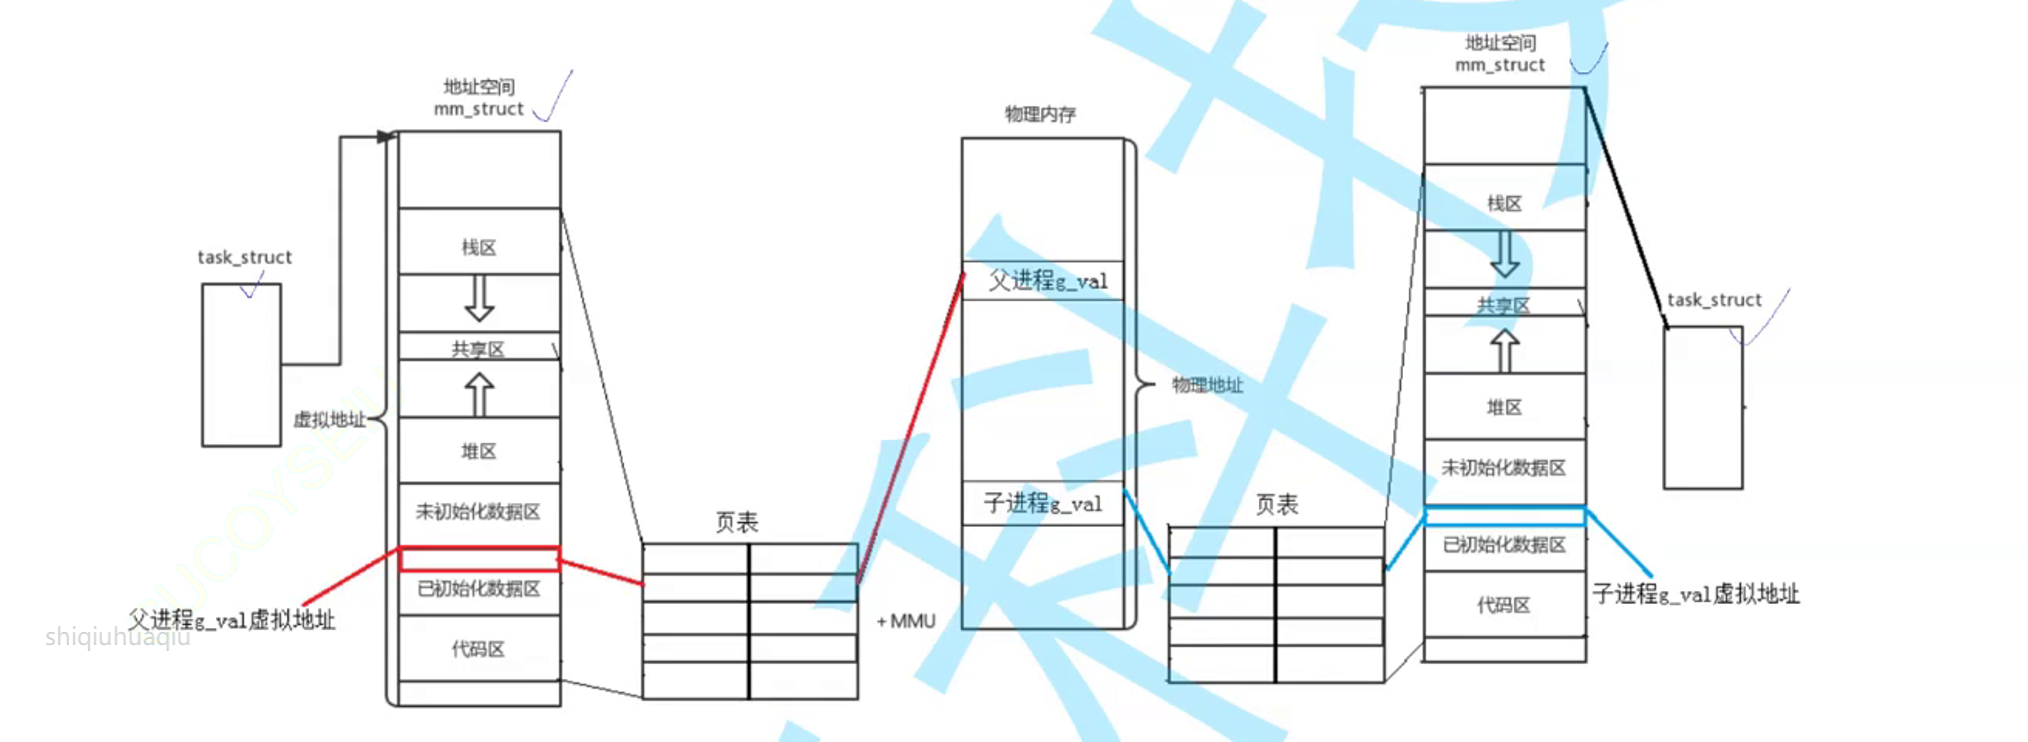 地址空间
mm_struct
task_struct
栈区
共享区
虚拟地址
堆区
未初始化数据区
已初始化数据区
父进程g_val虚拟地址
shiqiuhuaqiu
代码区
页表
+MMU
物理内存
父进程g_val
物理地址
子进程g_val
页表
地址空间
mm_struct
栈区
共享区
堆区
未初始化数据区
已初始化数据区
代码区
task_struct
子进程g_val虚拟地址